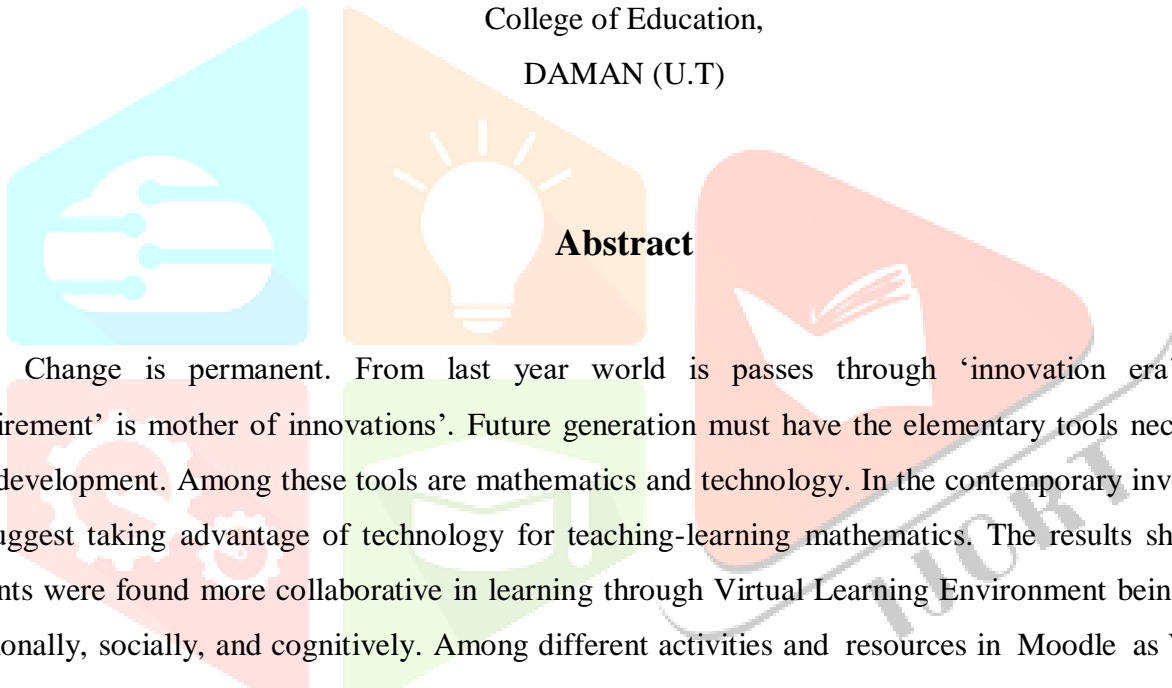 College of Education,
DAMAN (U.T)
Abstract
Change is permanent. From last year world is passes through ‘innovation era’
irement’ is mother of innovations’. Future generation must have the elementary tools nec
development. Among these tools are mathematics and technology. In the contemporary inv
uggest taking advantage of technology for teaching-learning mathematics. The results sh
nts were found more collaborative in learning through Virtual Learning Environment bein
ionally, socially, and cognitively. Among different activities and resources in Moodle as V
IJCRT